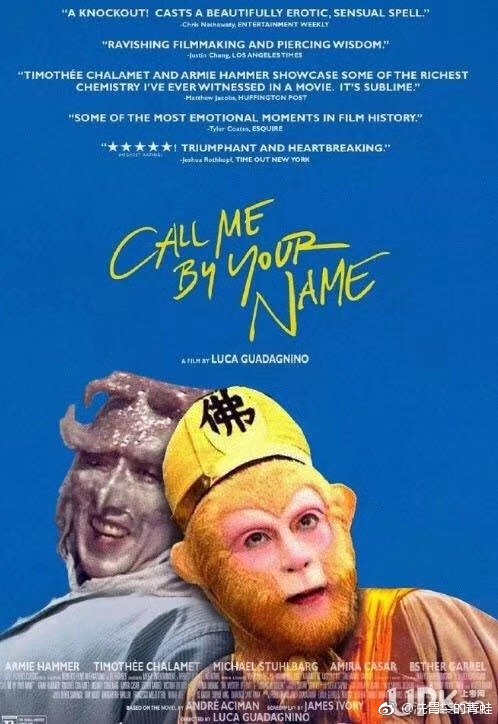 "A KNOCKOUT! CASTS A BEAUTIFULLY EROTIC, SENSUAL SPELL."
-Chris Nashawaty, ENTERTAINMENT WEEKLY
"RAVISHING FILMMAKING AND PIERCING WISDOM."
-Justin Chang, LOS ANGELES TIMES
"TIMOTHÉE CHALAMET AND ARMIE HAMMER SHOWCASE SOME OF THE RICHEST
CHEMISTRY I'VE EVER WITNESSED IN A MOVIE. IT'S SUBLIME."
-Matthew Jacobs, HUFFINGTON POST
"SOME OF THE MOST EMOTIONAL MOMENTS IN FILM HISTORY."
-Tyler Coates, ESQUIRE
"★★★★★! TRIUMPHANT AND HEARTBREAKING."
(HIGHEST RATING)
-Joshua Rothkopf, TIME OUT NEW YORK
CALL ME
BY YOUR
NAME
A FILM BY LUCA GUADAGNINO
佛
ARMIE HAMMER TIMOTHÉE CHALAMET MICHAEL STUHLBARG AMIRA CASAR ESTHER GARREL
BASED ON THE NOVEL BY ANDRÉ ACIMAN SCREENPLAY BY JAMES IVORY
DIRECTED BY LUCA GUADAGNINO
上老网